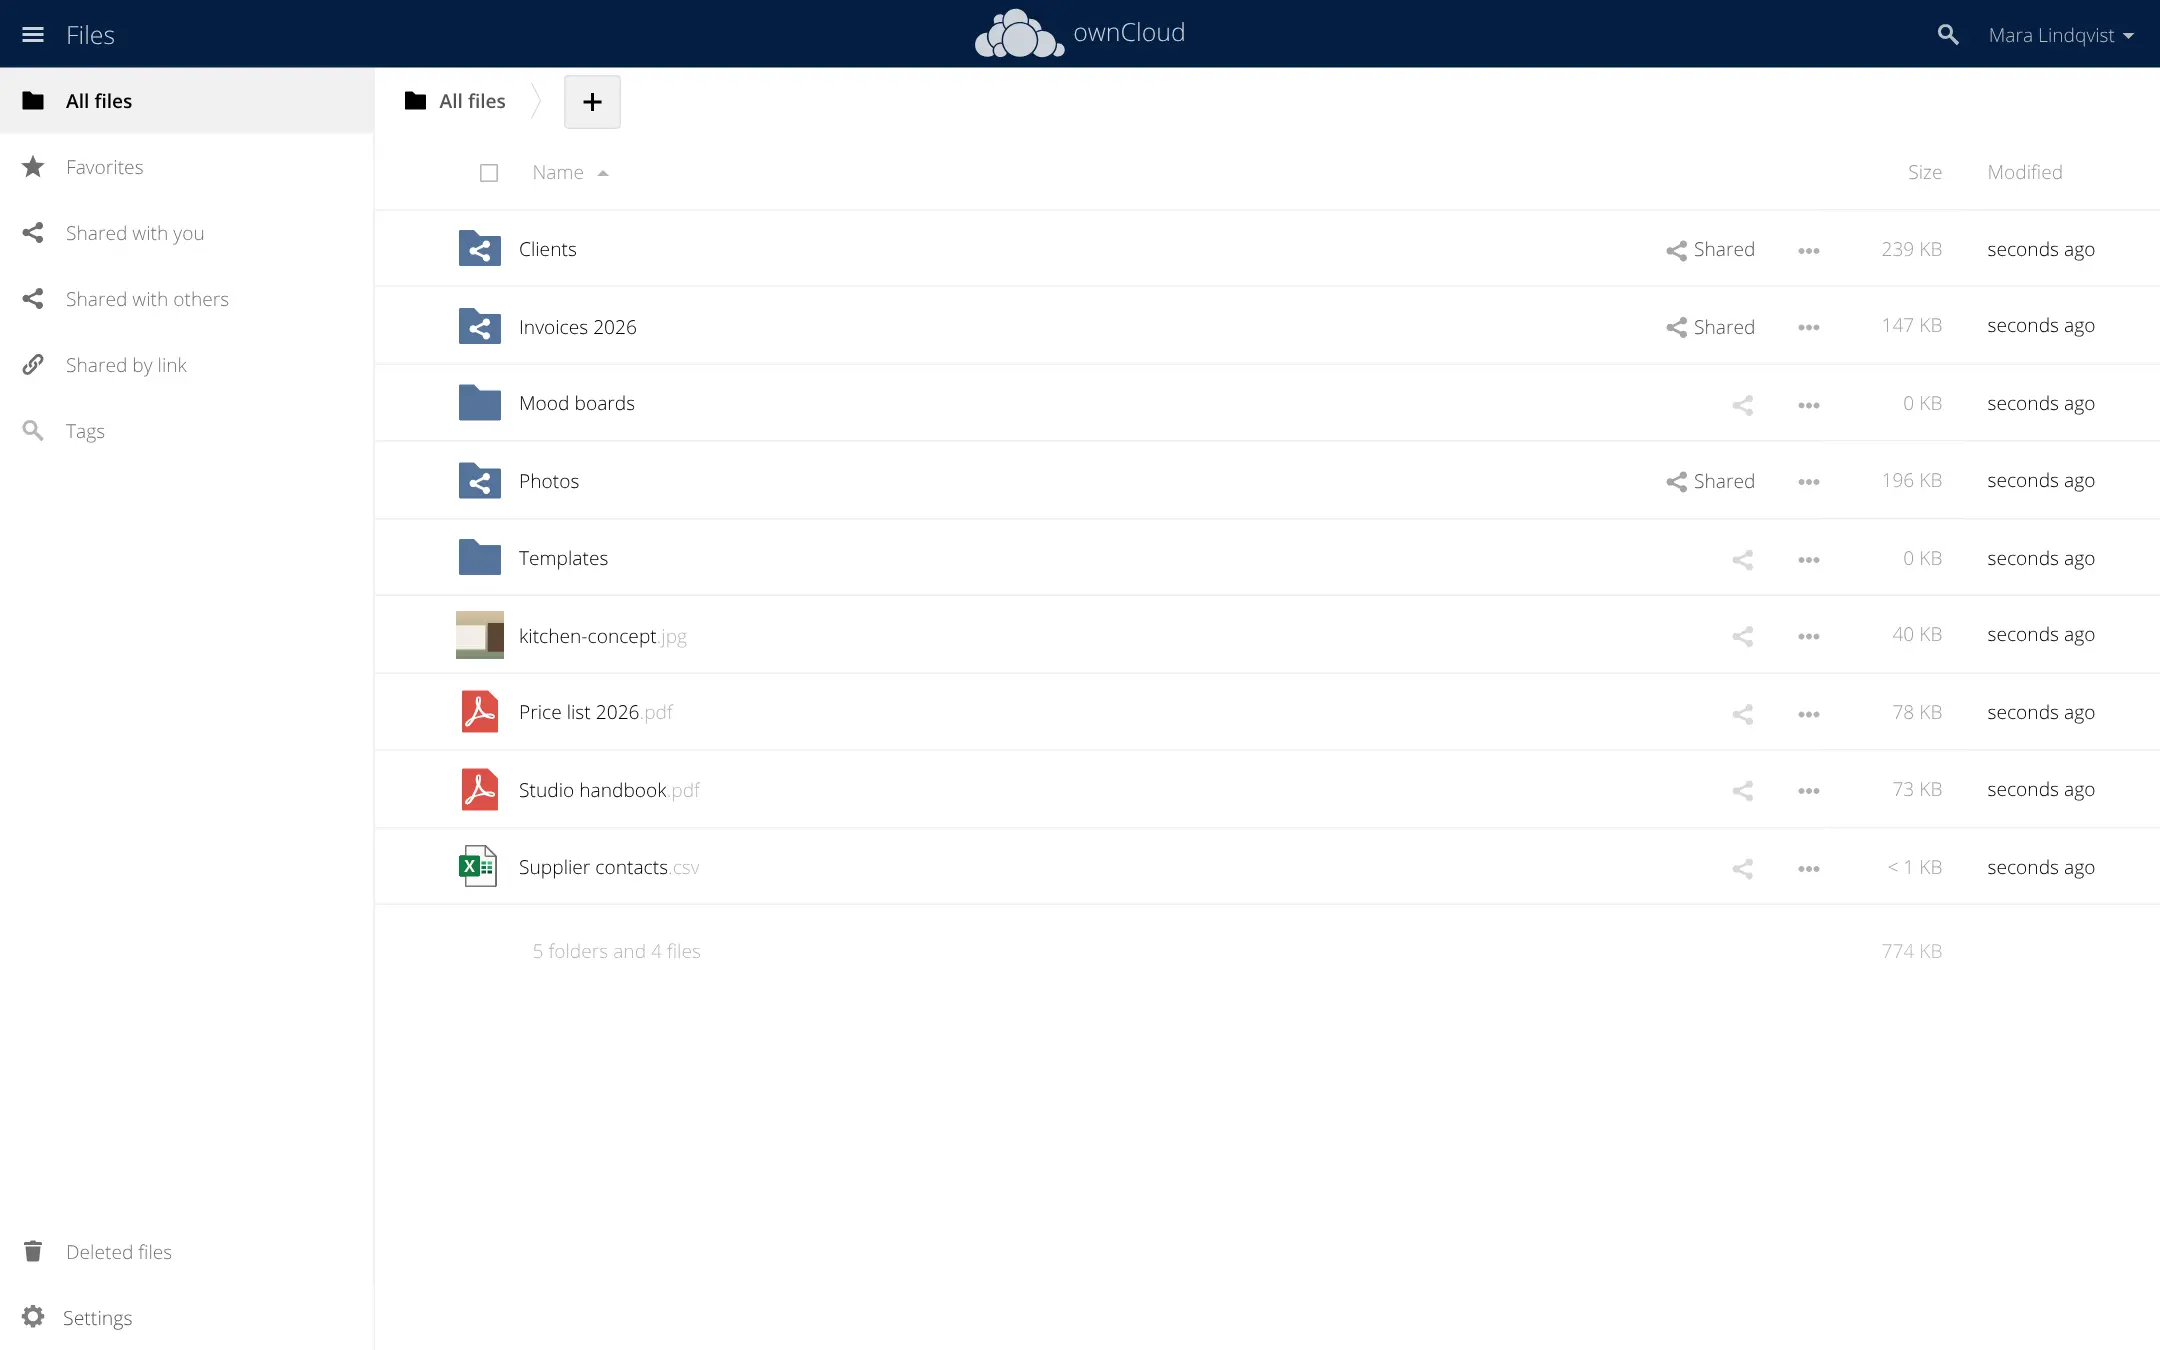 Files
ownCloud
Mara Lindqvist
All files
Favorites
Shared with you
Shared with others
Shared by link
Tags
Deleted files
Settings
All files
+
Name Size Modified
Clients Shared 239 KB seconds ago
Invoices 2026 Shared 147 KB seconds ago
Mood boards 0 KB seconds ago
Photos Shared 196 KB seconds ago
Templates 0 KB seconds ago
kitchen-concept.jpg 40 KB seconds ago
Price list 2026.pdf 78 KB seconds ago
Studio handbook.pdf 73 KB seconds ago
Supplier contacts.csv < 1 KB seconds ago
5 folders and 4 files 774 KB